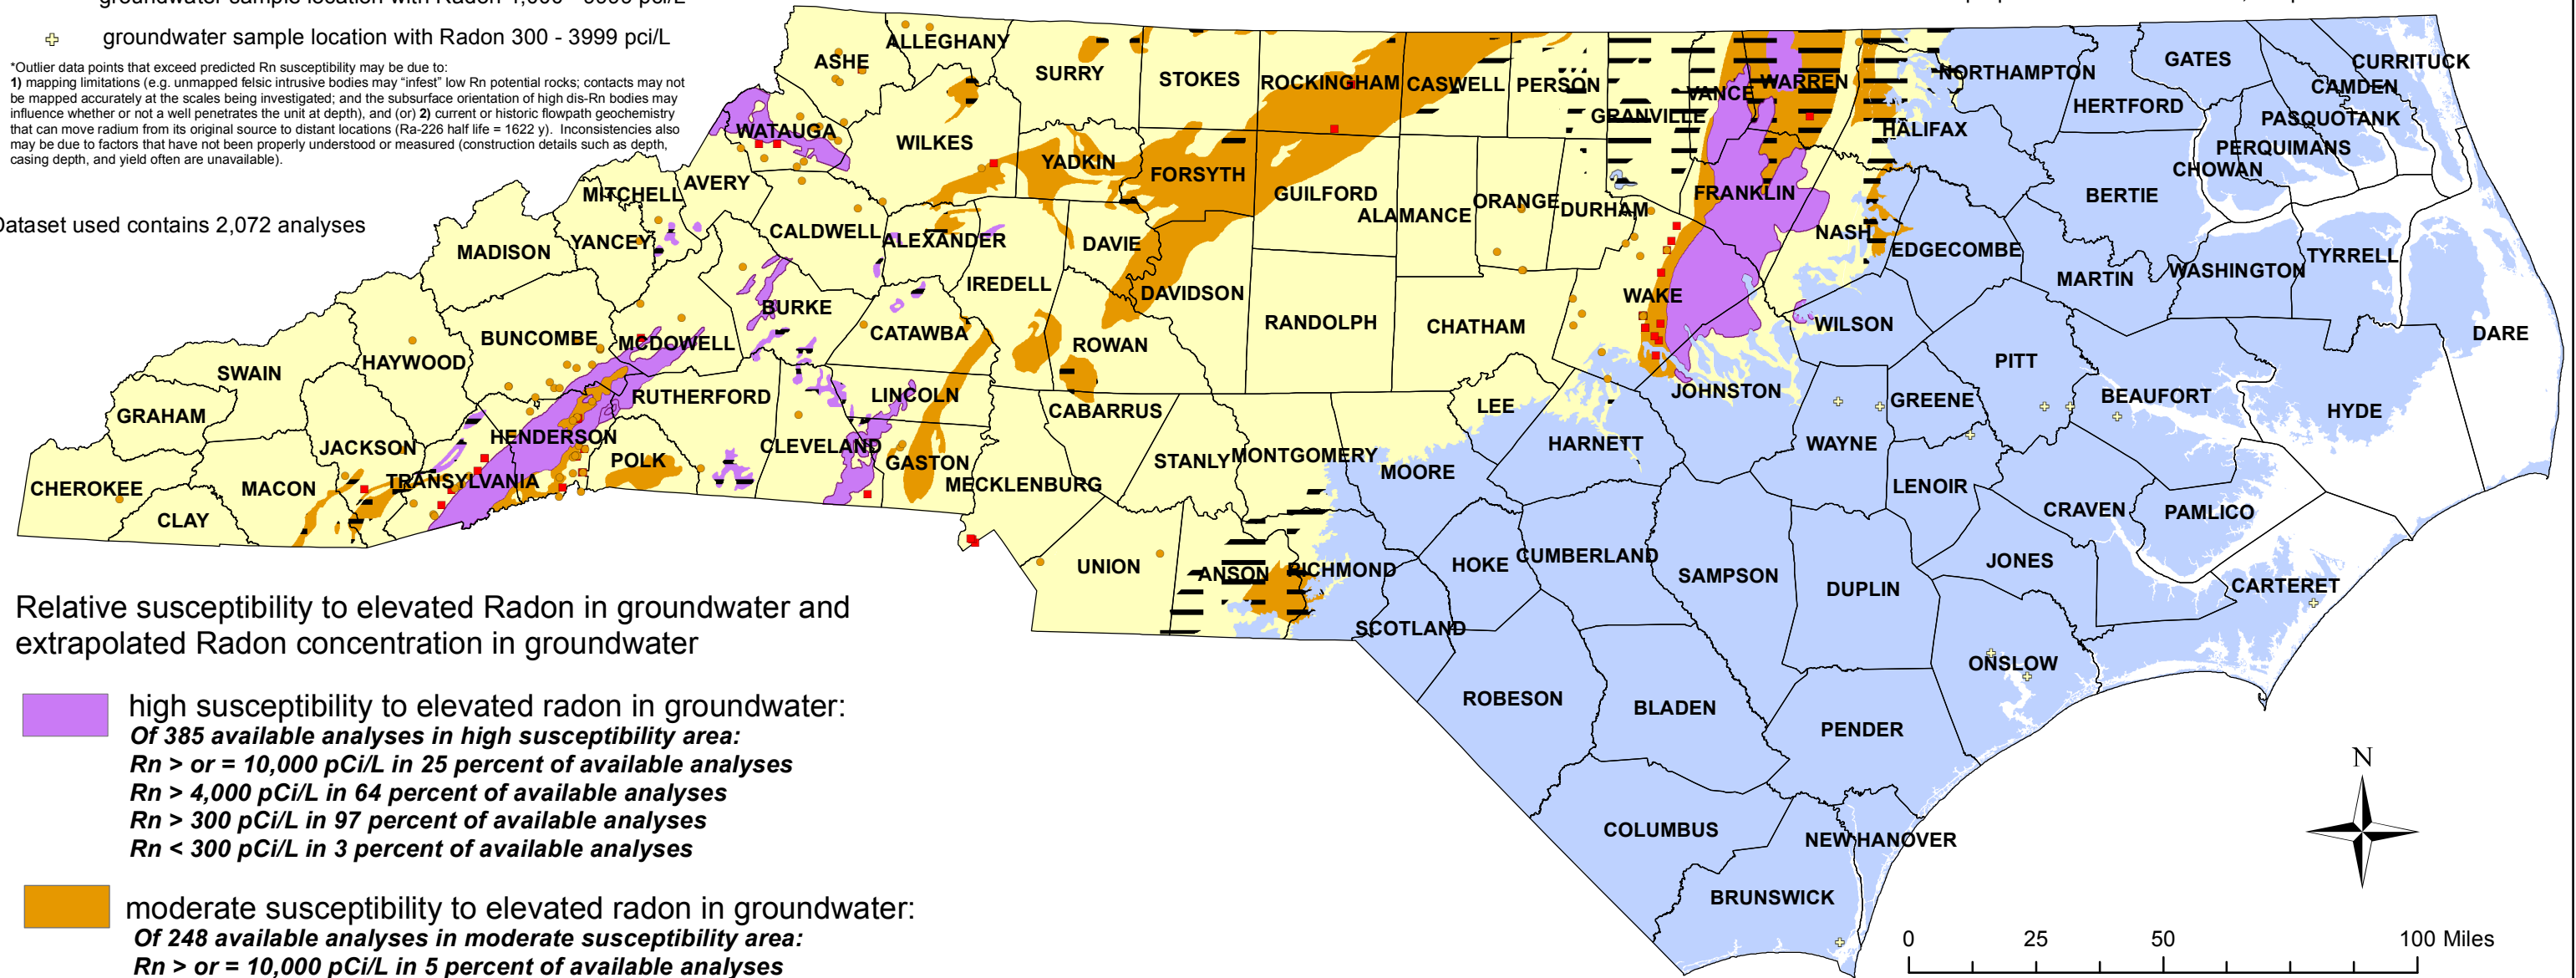 groundwater sample location with Radon 300 - 3999 pci/L
*Outlier data points that exceed predicted Rn susceptibility may be due to:
1) mapping limitations (e.g. unmapped felsic intrusive bodies may “infest” low Rn potential rocks; contacts may not
be mapped accurately at the scales being investigated; and the subsurface orientation of high dis-Rn bodies may
influence whether or not a well penetrates the unit at depth), and (or) 2) current or historic flowpath geochemistry
that can move radium from its original source to distant locations (Ra-226 half life = 1622 y). Inconsistencies also
may be due to factors that have not been properly understood or measured (construction details such as depth,
casing depth, and yield often are unavailable).
Dataset used contains 2,072 analyses
ASHE
ALLEGHANY
SURRY
STOKES
ROCKINGHAM
CASWELL
PERSON
GRANVILLE
VANCE
WARREN
NORTHAMPTON
GATES
CURRITUCK
CAMDEN
HERTFORD
PASQUOTANK
HALIFAX
PERQUIMANS
CHOWAN
BERTIE
WATAUGA
WILKES
YADKIN
FORSYTH
GUILFORD
ALAMANCE
ORANGE
DURHAM
FRANKLIN
NASH
EDGECOMBE
MARTIN
WASHINGTON
TYRRELL
DARE
MITCHELL
AVERY
YANCEY
MADISON
CALDWELL
ALEXANDER
DAVIE
IREDELL
DAVIDSON
RANDOLPH
CHATHAM
WAKE
WILSON
PITT
BEAUFORT
HYDE
BURKE
CATAWBA
ROWAN
BUNCOMBE
MCDOWELL
HAYWOOD
SWAIN
GRAHAM
RUTHERFORD
LINCOLN
CABARRUS
LEE
JOHNSTON
GREENE
HENDERSON
CLEVELAND
GASTON
POLK
JACKSON
TRANSYLVANIA
MACON
CHEROKEE
CLAY
MECKLENBURG
STANLY
MONTGOMERY
MOORE
HARNETT
WAYNE
LENOIR
CRAVEN
PAMLICO
JONES
CARTERET
UNION
ANSON
RICHMOND
HOKE
CUMBERLAND
SAMPSON
DUPLIN
SCOTLAND
ONSLOW
ROBESON
BLADEN
PENDER
COLUMBUS
NEW HANOVER
BRUNSWICK
Relative susceptibility to elevated Radon in groundwater and
extrapolated Radon concentration in groundwater
high susceptibility to elevated radon in groundwater:
Of 385 available analyses in high susceptibility area:
Rn > or = 10,000 pCi/L in 25 percent of available analyses
Rn > 4,000 pCi/L in 64 percent of available analyses
Rn > 300 pCi/L in 97 percent of available analyses
Rn < 300 pCi/L in 3 percent of available analyses
moderate susceptibility to elevated radon in groundwater:
Of 248 available analyses in moderate susceptibility area:
Rn > or = 10,000 pCi/L in 5 percent of available analyses
N
0 25 50 100 Miles